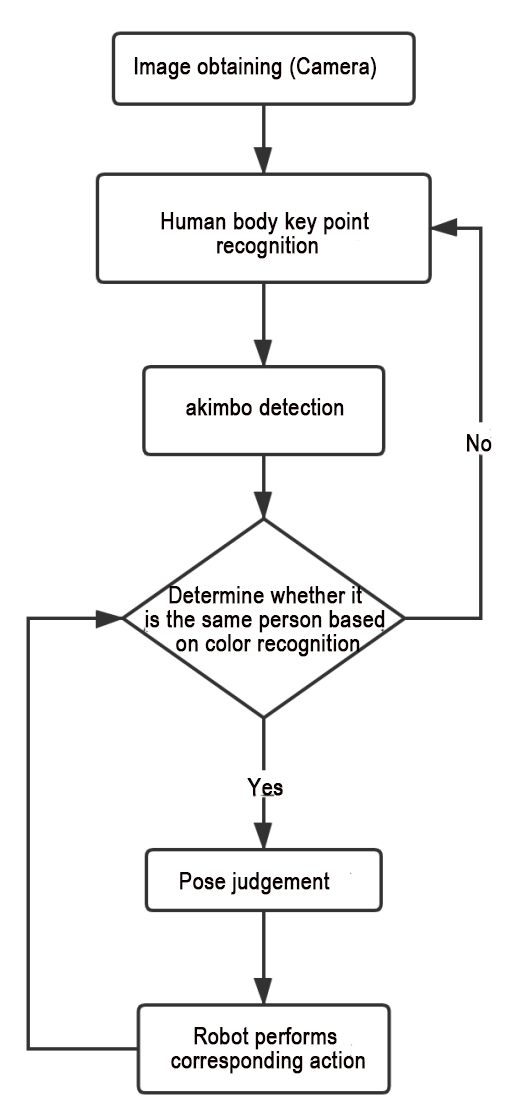 Image obtaining (Camera)
Human body key point
recognition
akimbo detection
No
Determine whether it
is the same person based
on color recognition
Yes
Pose judgement
Robot performs
corresponding action